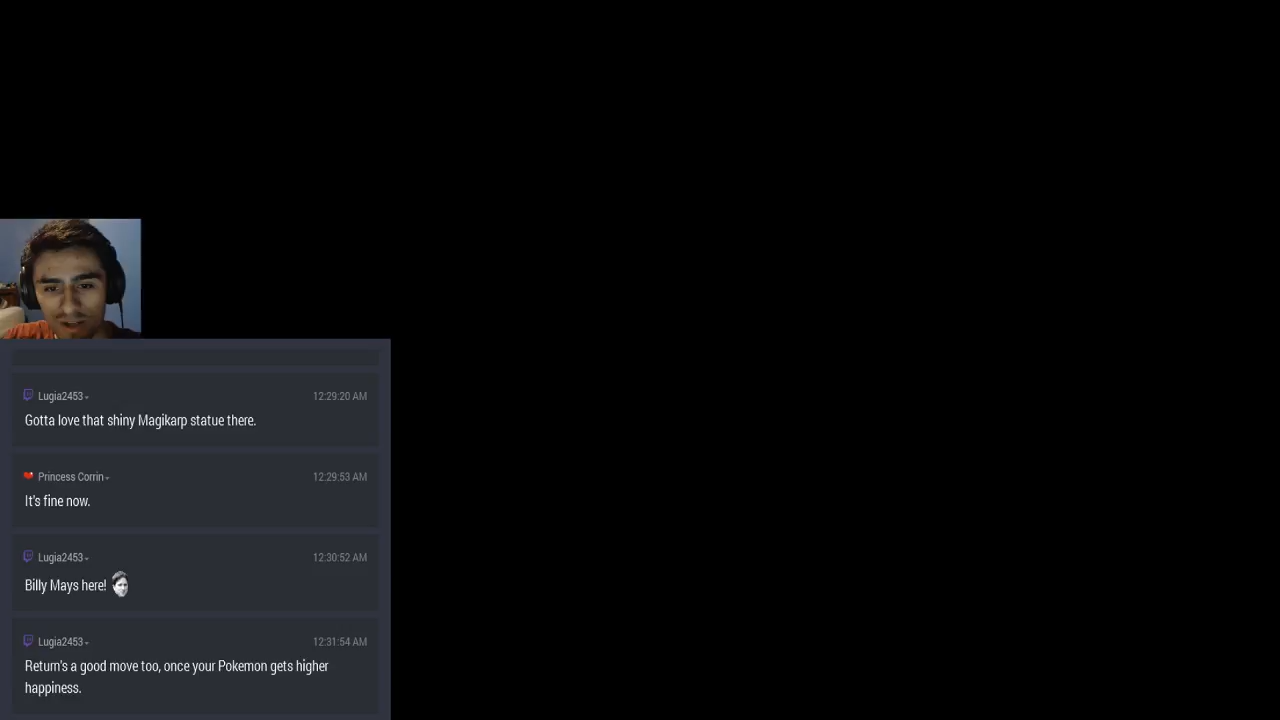 Lugia2453
12:29:20 AM
Gotta love that shiny Magikarp statue there.
Princess Corrin
12:29:53 AM
It's fine now.
Lugia2453
12:30:52 AM
Billy Mays here!
Lugia2453
12:31:54 AM
Return's a good move too, once your Pokemon gets higher
happiness.